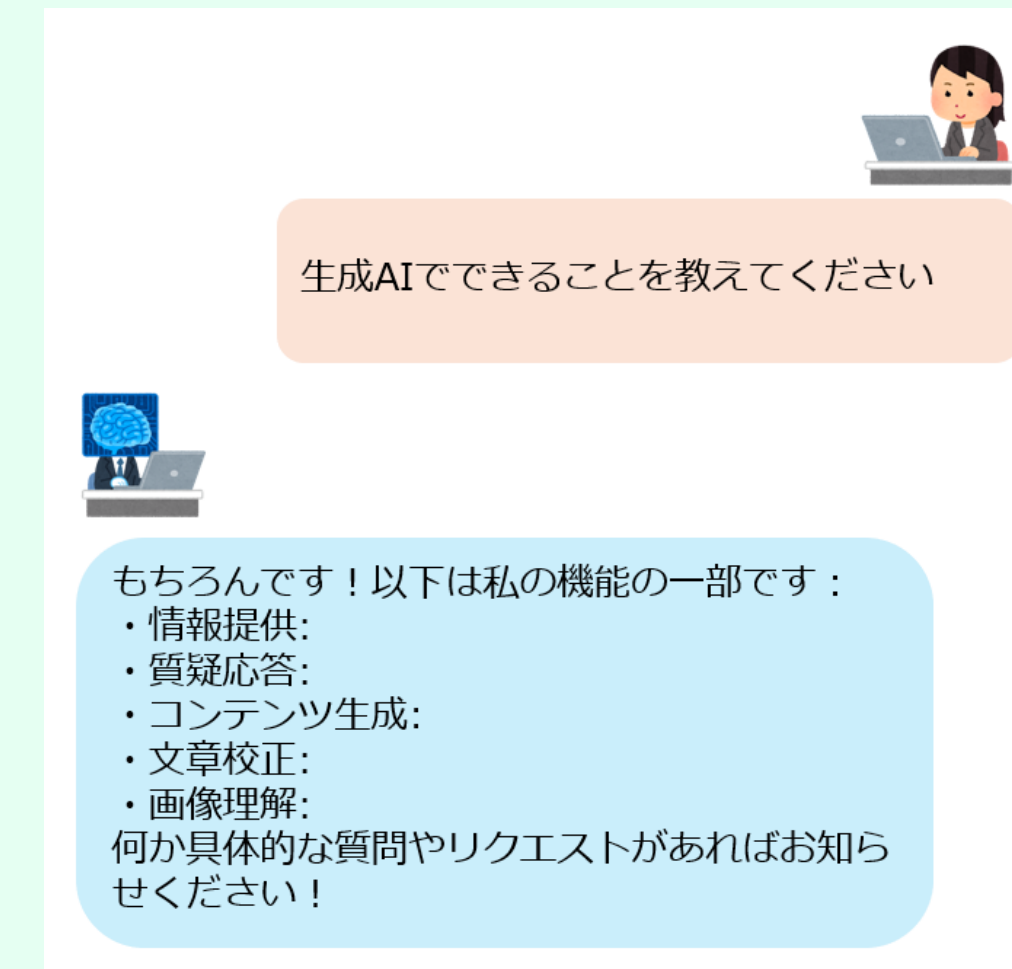 生成AIでできることを教えてください
もちろんです！以下は私の機能の一部です：
・情報提供:
・質疑応答:
・コンテンツ生成:
・文章校正:
・画像理解:
何か具体的な質問やリクエストがあればお知ら
せください！